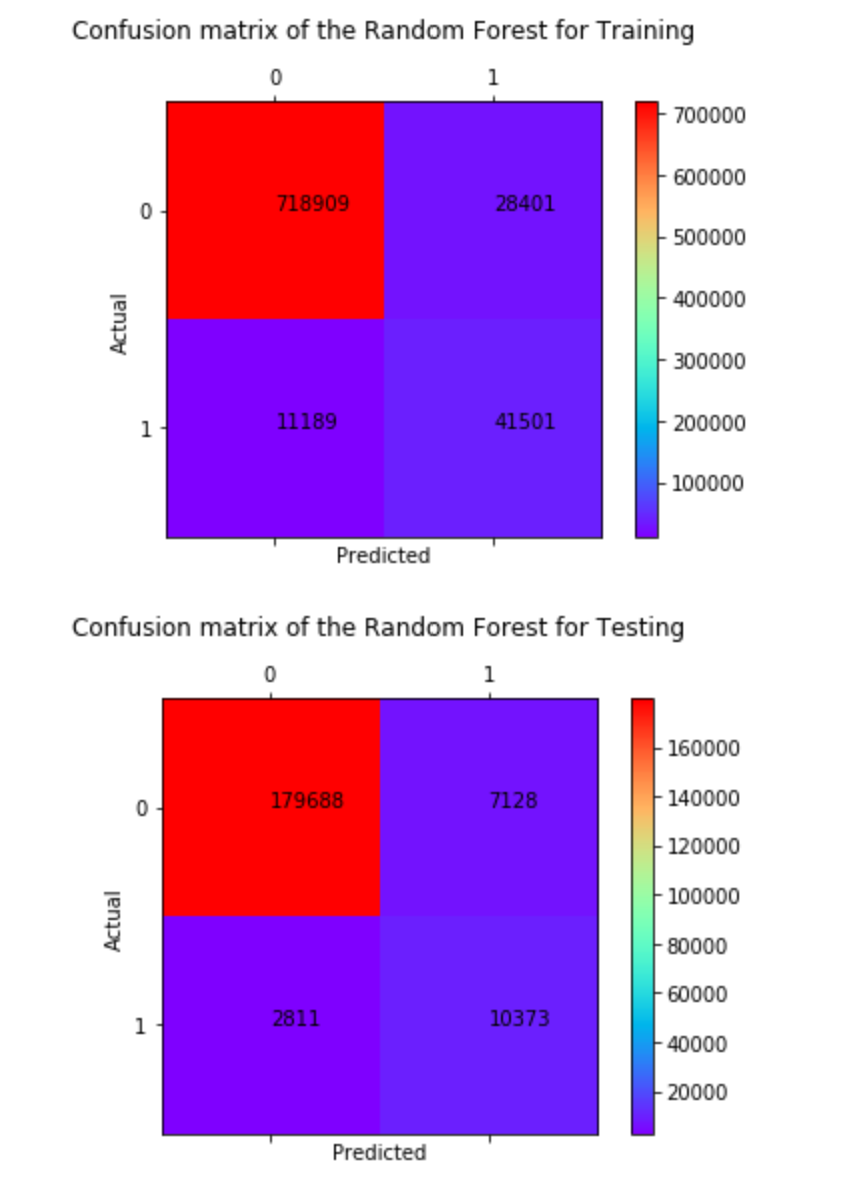 Confusion matrix of the Random Forest for Training
0 1
700000
600000
0 718909 28401
500000
400000
Actual
300000
1 11189 41501
200000
100000
Predicted
Confusion matrix of the Random Forest for Testing
0 1
160000
140000
0 179688 7128
120000
100000
Actual
80000
60000
1 2811 10373
40000
20000
Predicted